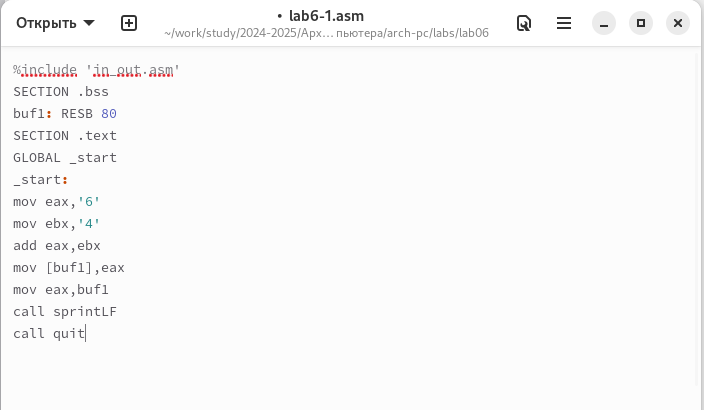 Открыть
• lab6-1.asm
~/work/study/2024-2025/Арх… пьютера/arch-pc/labs/lab06
%include 'in_out.asm'
SECTION .bss
buf1: RESB 80
SECTION .text
GLOBAL _start
_start:
mov eax,'6'
mov ebx,'4'
add eax,ebx
mov [buf1],eax
mov eax,buf1
call sprintLF
call quit